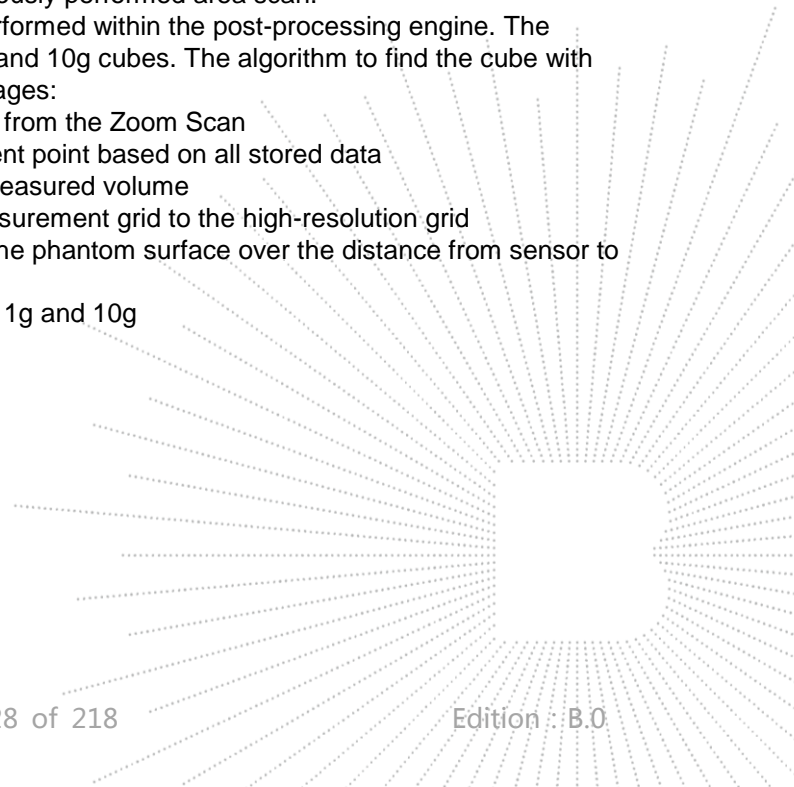 performed area scan.
formed within the post-processing engine. The
and 10g cubes. The algorithm to find the cube with
ages:
from the Zoom Scan
ent point based on all stored data
easured volume
surement grid to the high-resolution grid
ne phantom surface over the distance from sensor to
1g and 10g
28 of 218 Edition : B.0